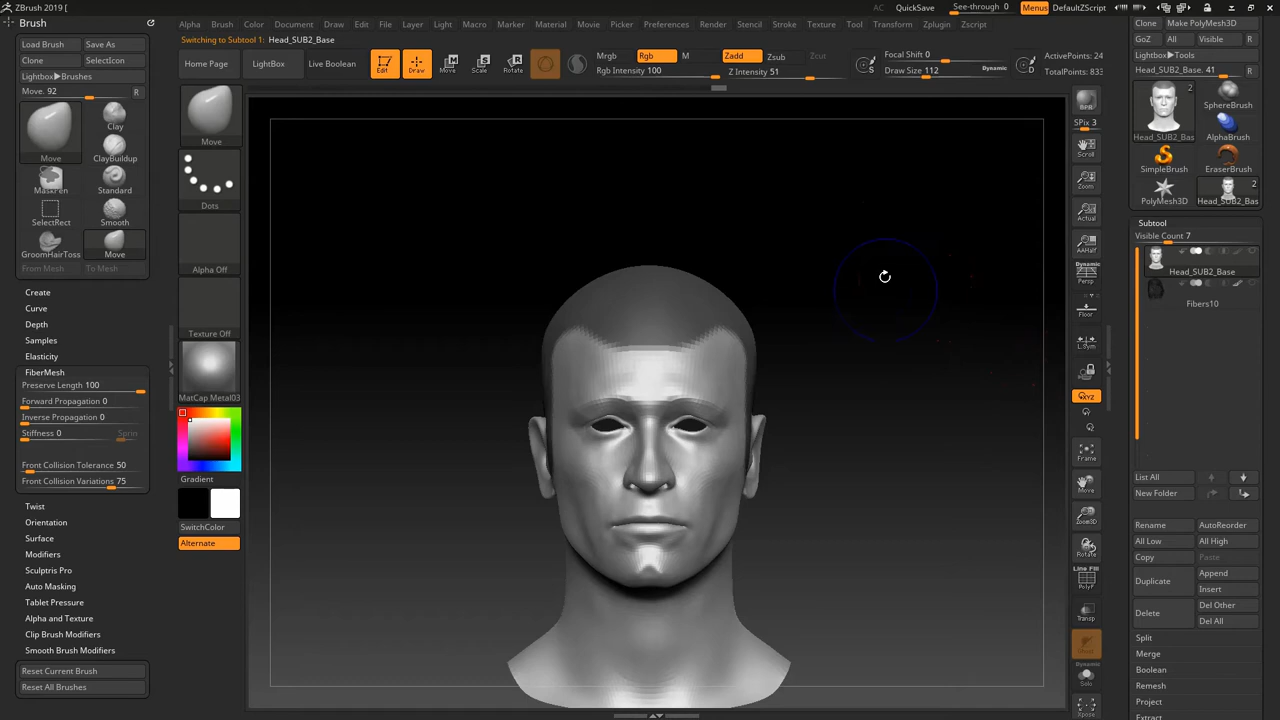 ZBrush 2019 [
AC QuickSave See-through 0 Menus DefaultZScript
Brush
Alpha Brush Color Document Draw Edit File Layer Light Macro Marker Material Movie Picker Preferences Render Stencil Stroke Texture Tool Transform Zplugin Zscript
Switching to Subtool 1: Head_SUB2_Base
Load Brush Save As
Clone SelectIcon
Lightbox▶Brushes
Move. 92 R
Move
Clay
ClayBuildup
MaskPen Standard
SelectRect Smooth
GroomHairToss Move
From Mesh To Mesh
Create
Curve
Depth
Samples
Elasticity
FiberMesh
Preserve Length 100
Forward Propagation 0
Inverse Propagation 0
Stiffness 0
Front Collision Tolerance 50
Front Collision Variations 75
Twist
Orientation
Surface
Modifiers
Sculptris Pro
Auto Masking
Tablet Pressure
Alpha and Texture
Clip Brush Modifiers
Smooth Brush Modifiers
Reset Current Brush
Reset All Brushes
Home Page LightBox Live Boolean
Edit Draw Move Scale Rotate
Mrgb Rgb M
Rgb Intensity 100
Zadd Zsub Zcut
Z Intensity 51
S
Focal Shift 0
Draw Size 112 Dynamic
D
ActivePoints: 24
TotalPoints: 833
Move
Dots
Alpha Off
Texture Off
MatCap Metal03
Gradient
SwitchColor
Alternate
BPR
SPix 3
Scroll
Zoom
Actual
AAHalf
Dynamic
Persp
Floor
L.Sym
XYZ
Frame
Move
Zoom3D
Rotate
Line Fill
PolyF
Transp
Dynamic
Solo
Xpose
Clone Make PolyMesh3D
GoZ All Visible R
Lightbox▶Tools
Head_SUB2_Base. 41 R
2
Head_SUB2_Bas
SphereBrush
AlphaBrush
SimpleBrush EraserBrush
2
PolyMesh3D Head_SUB2_Bas
Subtool
Visible Count 7
Head_SUB2_Base
Fibers10
List All
New Folder
Rename AutoReorder
All Low All High
Copy Paste
Duplicate
Append
Insert
Delete
Del Other
Del All
Split
Merge
Boolean
Remesh
Project
Extract